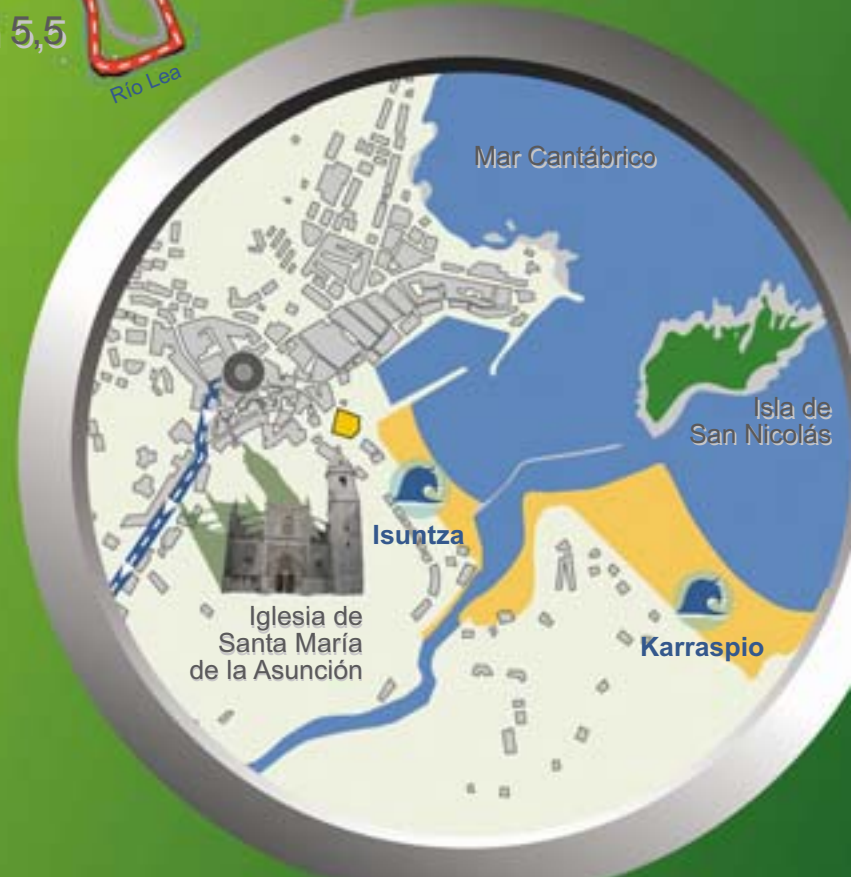 5,5
Río Lea
Mar Cantábrico
Isla de
San Nicolás
Isuntza
Karraspio
Iglesia de
Santa María
de la Asunción